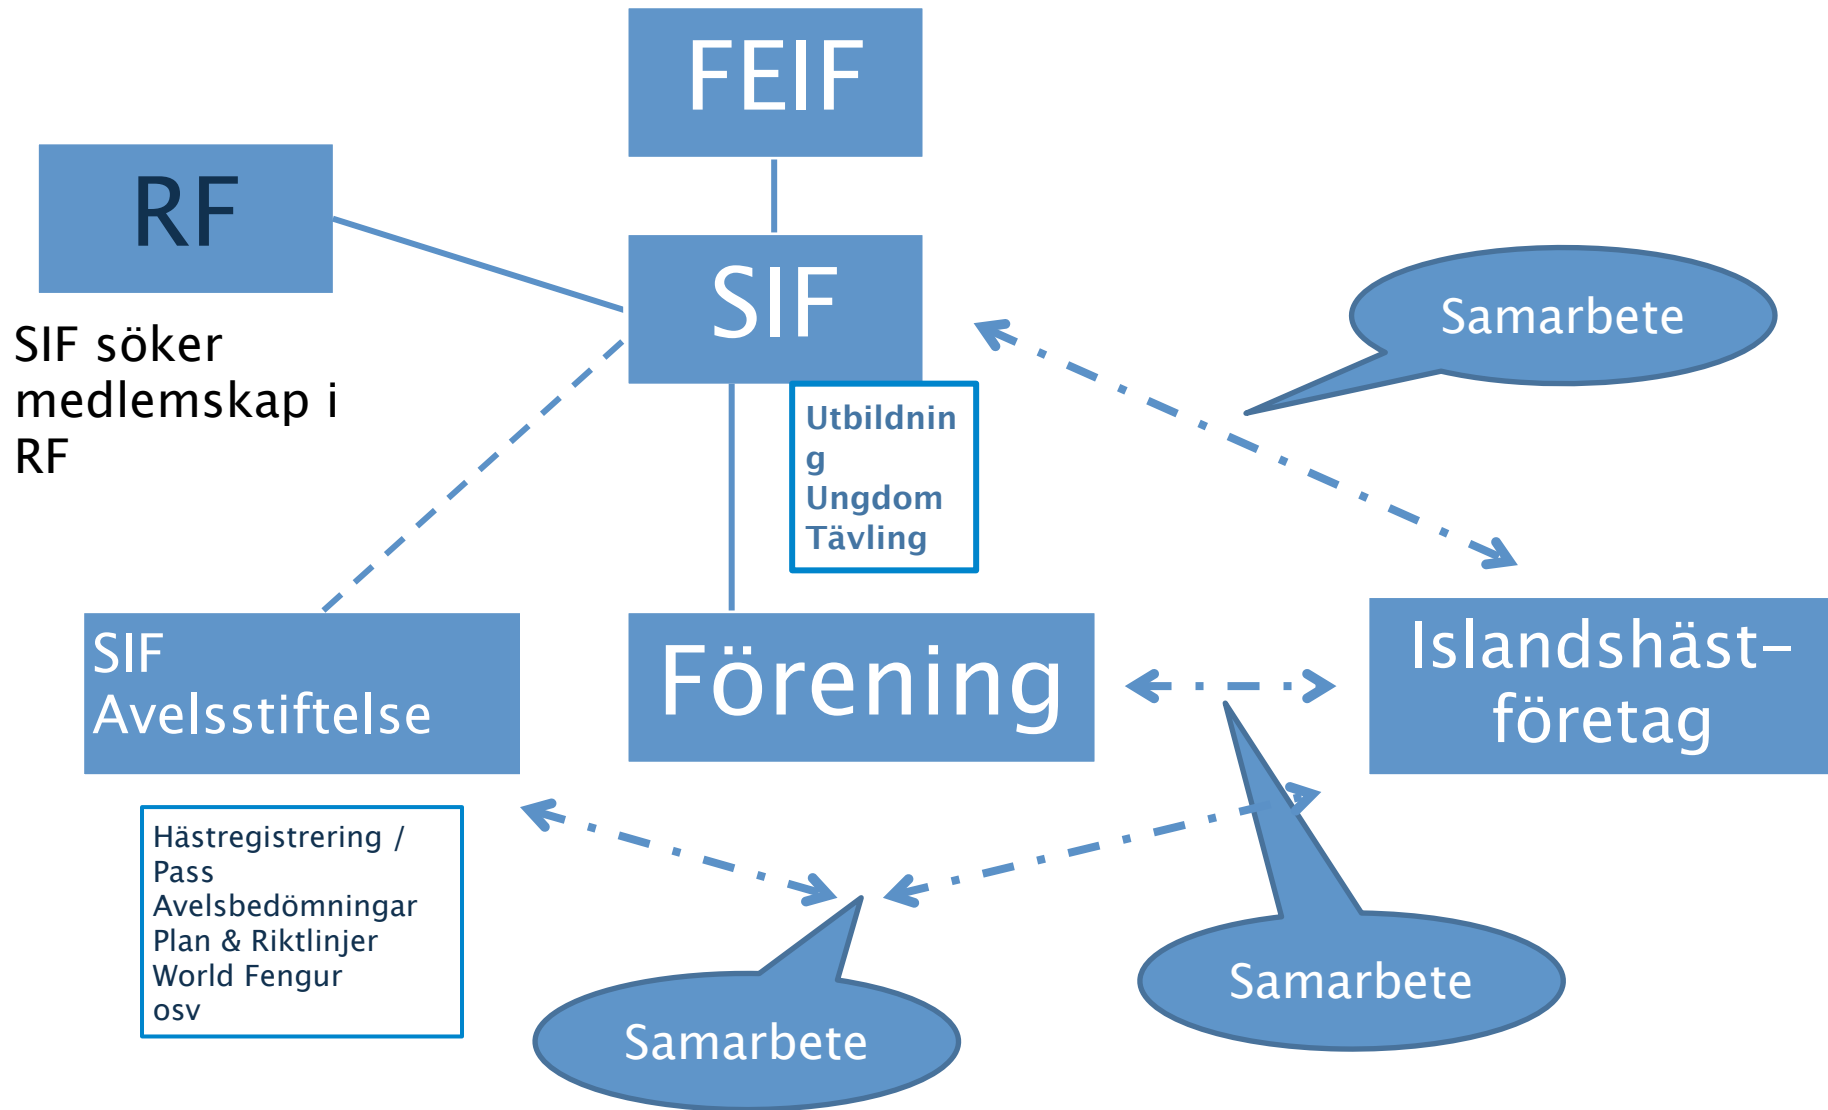 FEIF
RF
SIF
SIF söker
medlemskap i
RF
Samarbete
Utbildnin
g
Ungdom
Tävling
SIF
Avelsstiftelse
Förening
Islandshäst–
företag
Hästregistrering /
Pass
Avelsbedömningar
Plan & Riktlinjer
World Fengur
osv
Samarbete
Samarbete